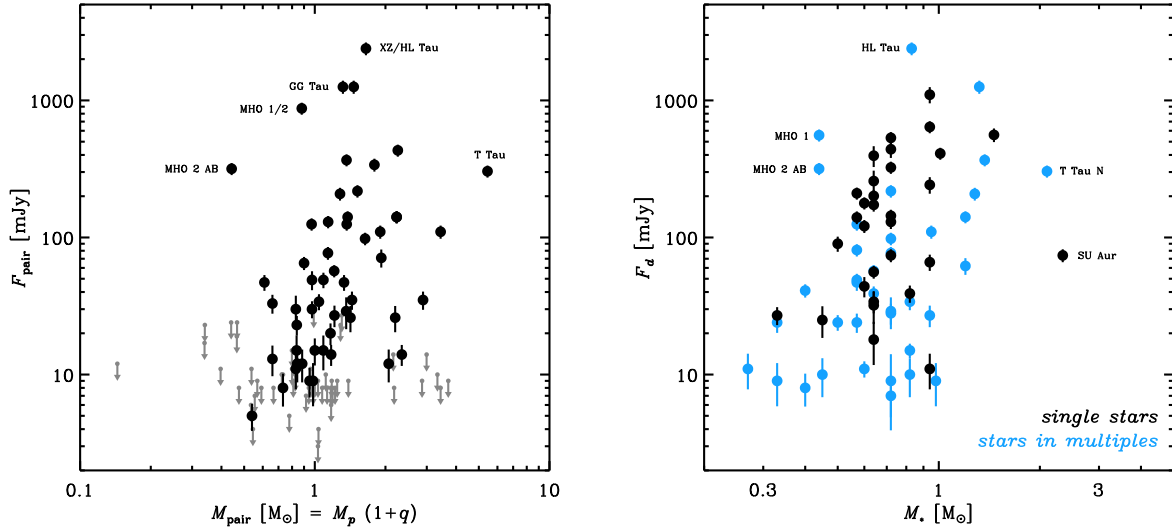 XZ/HL Tau
GG Tau
MHO 1/2
MHO 2 AB
T Tau
1000
100
10
F_pair [mJy]
0.1
1
10
M_pair [M⊙] = M_p (1+q)
HL Tau
MHO 1
MHO 2 AB
T Tau N
SU Aur
1000
100
10
F_d [mJy]
single stars
stars in multiples
0.3
1
3
M_* [M⊙]